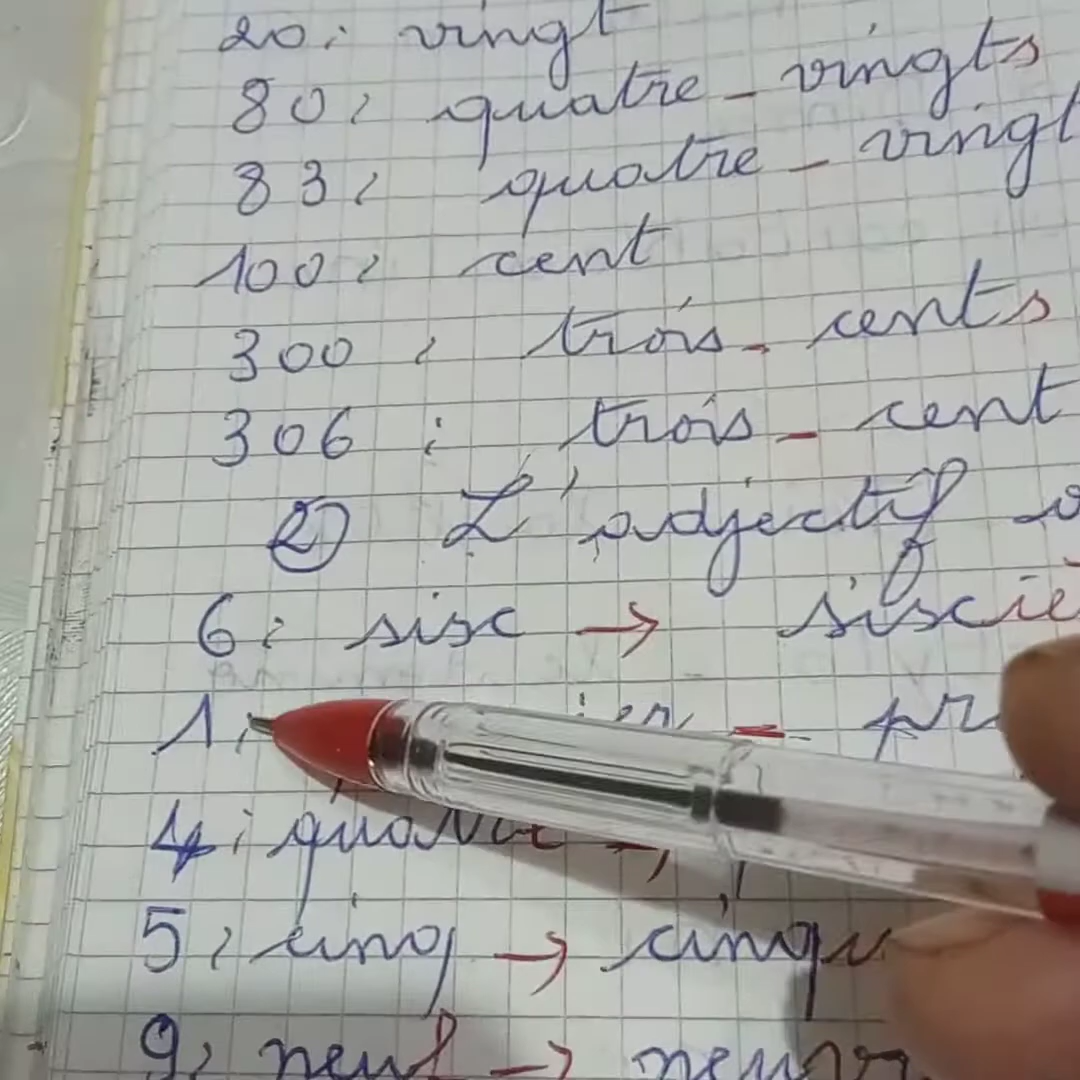 20 : vingt
80 : quatre - vingts
83 : quatre - vingt
100 : cent
300 : trois - cents
306 : trois - cent
2) L'adjectif
6 : six → sixiè
1 :
4 : quatre →
5 : cinq → cinqu
9 : neuf → neuv